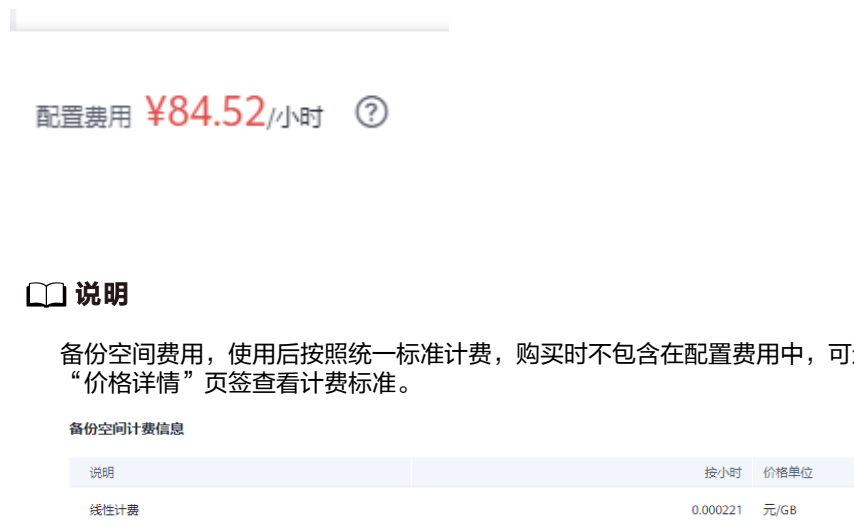 配置费用 ¥84.52/小时 ?
说明
备份空间费用，使用后按照统一标准计费，购买时不包含在配置费用中，可
“价格详情”页签查看计费标准。
备份空间计费信息
说明 按小时 价格单位
线性计费 0.000221 元/GB